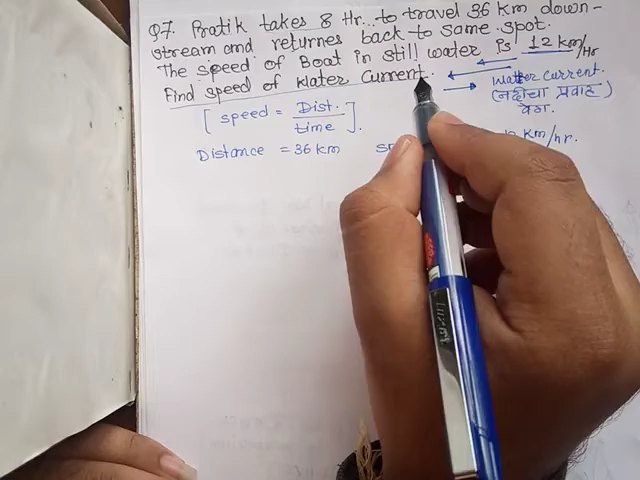 Q7. Pratik takes 8 Hr... to travel 36 Km down-
stream and returnes back to same spot.
The speed of Boat in still water is 12 Km/Hr
Find speed of Water Current.
water current.
(नदीचा प्रवाह)
वेग.
[ speed = Dist. / time ].
Distance = 36 km
km/hr.